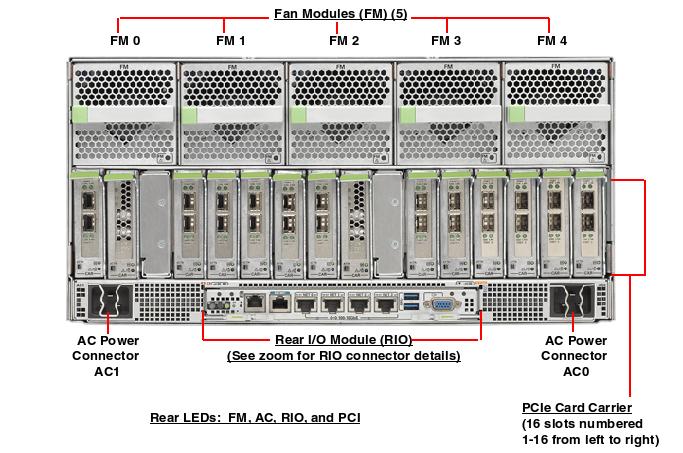 Fan Modules (FM) (5)
FM 0 FM 1 FM 2 FM 3 FM 4
FM FM FM FM FM
AC Power
Connector
AC1
Rear I/O Module (RIO)
(See zoom for RIO connector details)
AC Power
Connector
AC0
Rear LEDs: FM, AC, RIO, and PCI
PCIe Card Carrier
(16 slots numbered
1-16 from left to right)